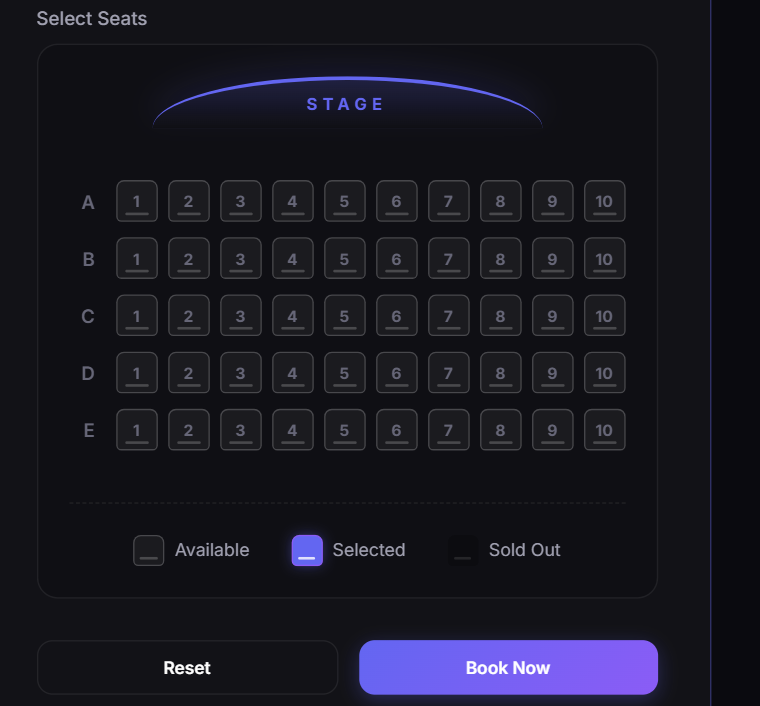 Select Seats
STAGE
A 1 2 3 4 5 6 7 8 9 10
B 1 2 3 4 5 6 7 8 9 10
C 1 2 3 4 5 6 7 8 9 10
D 1 2 3 4 5 6 7 8 9 10
E 1 2 3 4 5 6 7 8 9 10
Available Selected Sold Out
Reset Book Now